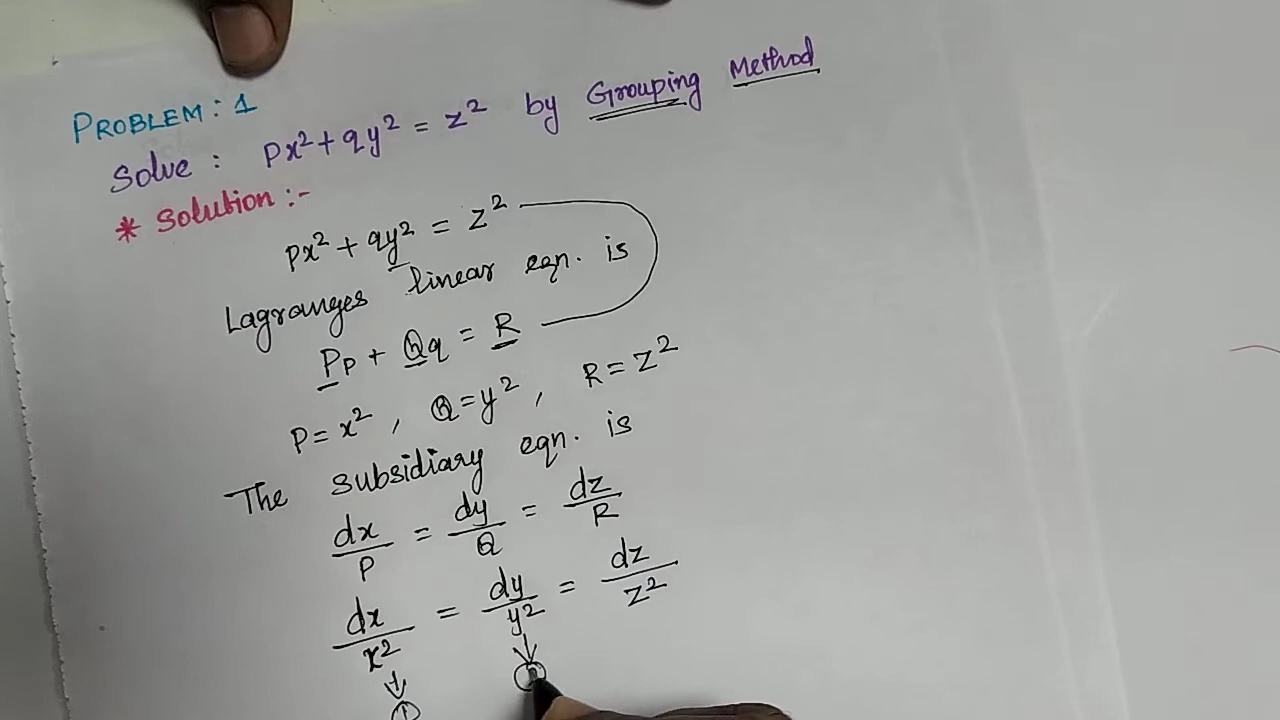 PROBLEM : 1
Solve : px² + qy² = z² by Grouping Method
* Solution :-
px² + qy² = z²
Lagranges linear eqn. is
Pp + Qq = R
P = x² , Q = y² , R = z²
The subsidiary eqn. is
dx/P = dy/Q = dz/R
dx/x² = dy/y² = dz/z²